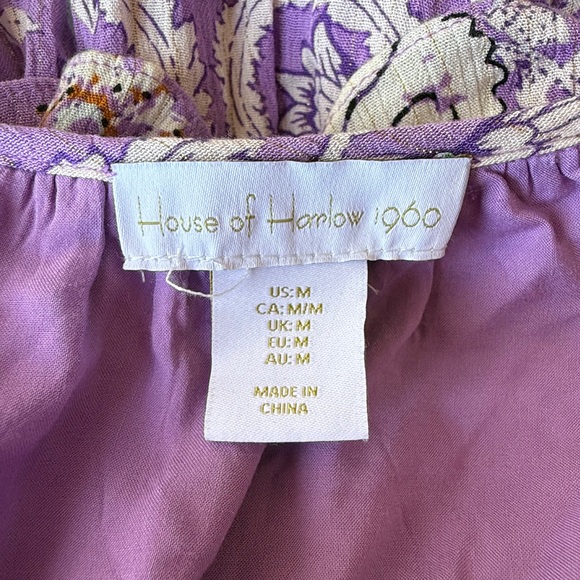 House of Harlow 1960
US: M
CA: M/M
UK: M
EU: M
AU: M
MADE IN
CHINA